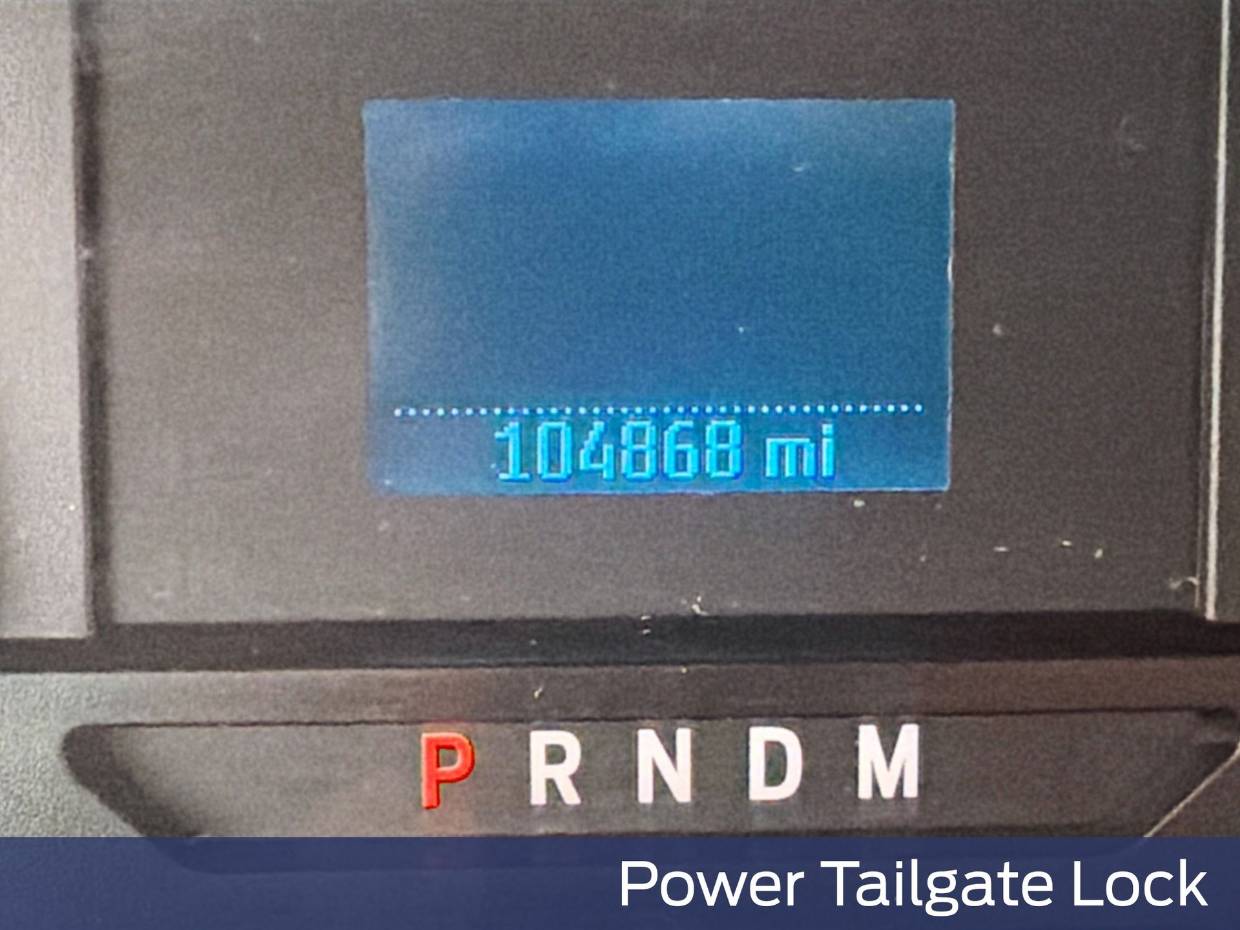 104868 mi
P R N D M
Power Tailgate Lock